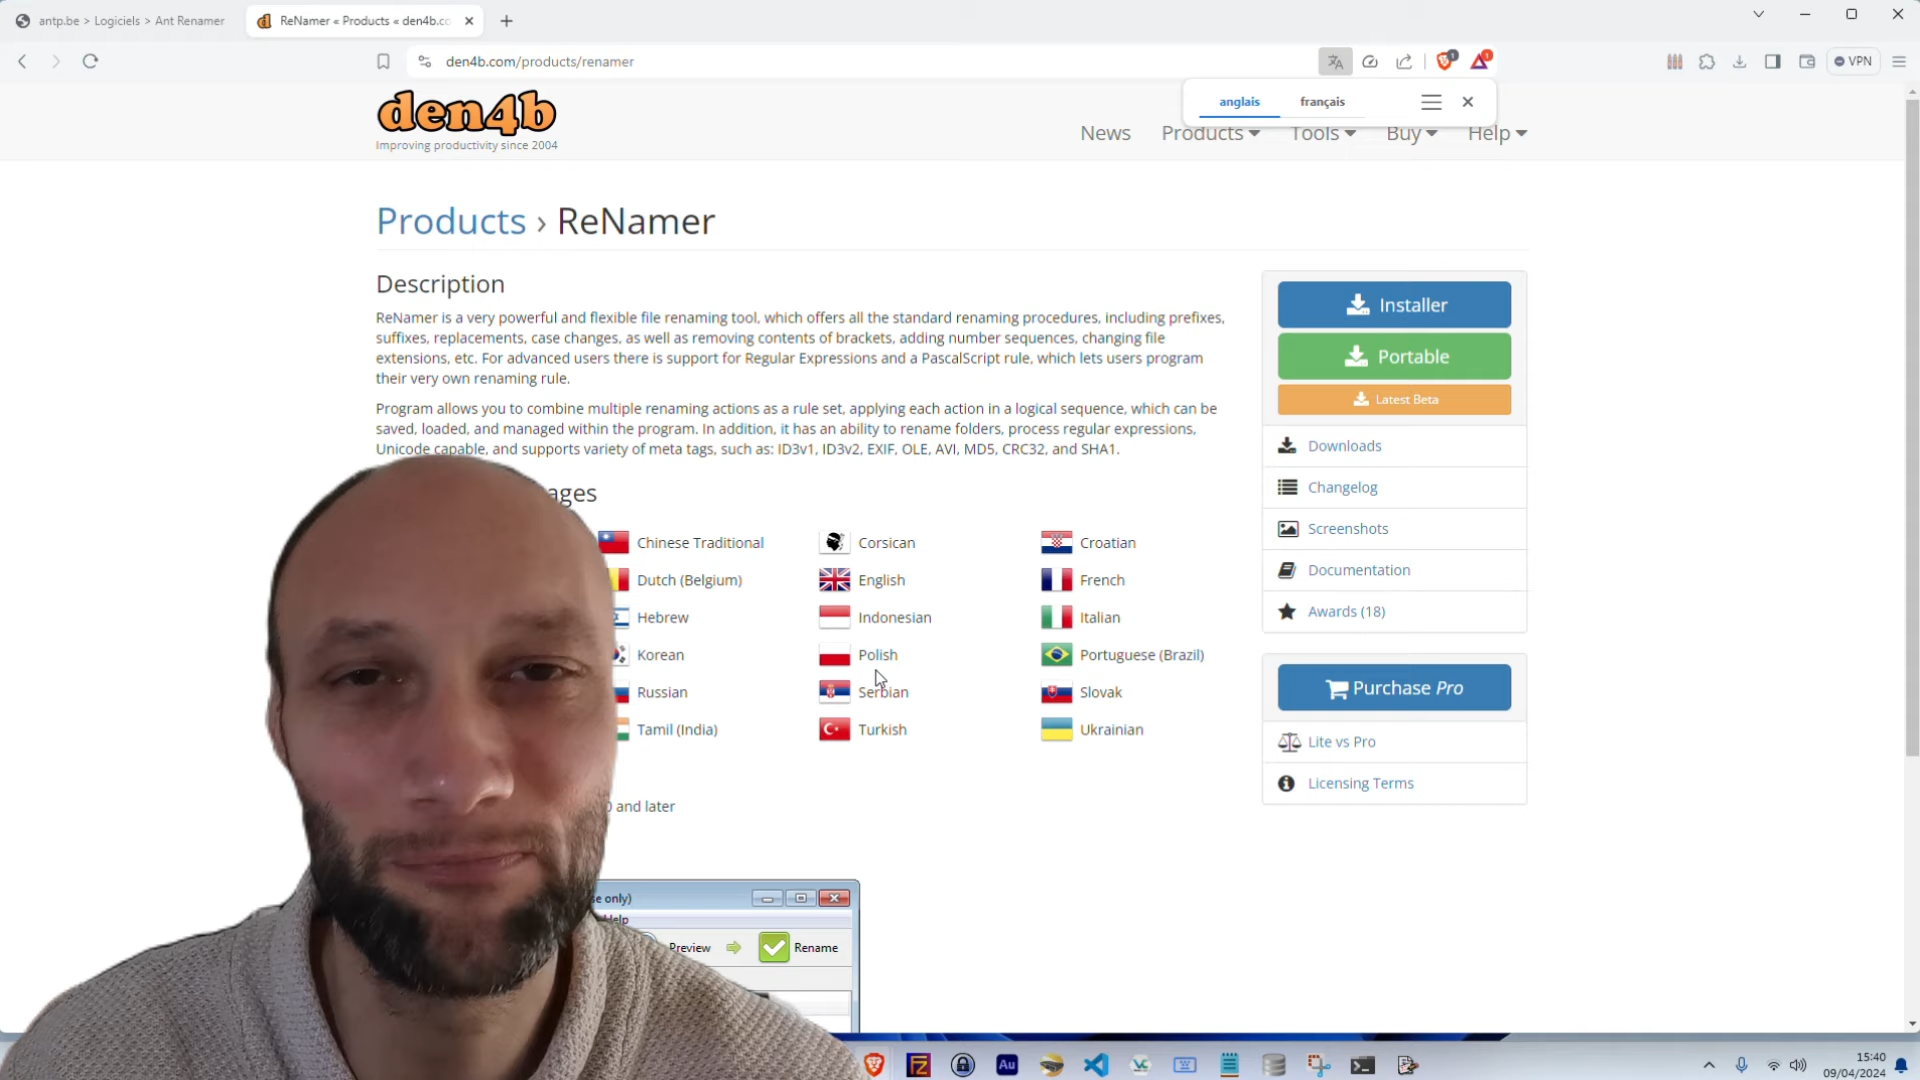 antp.be > Logiciels > Ant Renamer
ReNamer « Products « den4b.co
den4b.com/products/renamer
VPN
anglais
français
den4b
Improving productivity since 2004
News
Products
Tools
Buy
Help
Products › ReNamer
Description
ReNamer is a very powerful and flexible file renaming tool, which offers all the standard renaming procedures, including prefixes,
suffixes, replacements, case changes, as well as removing contents of brackets, adding number sequences, changing file
extensions, etc. For advanced users there is support for Regular Expressions and a PascalScript rule, which lets users program
their very own renaming rule.
Program allows you to combine multiple renaming actions as a rule set, applying each action in a logical sequence, which can be
saved, loaded, and managed within the program. In addition, it has an ability to rename folders, process regular expressions,
Unicode capable, and supports variety of meta tags, such as: ID3v1, ID3v2, EXIF, OLE, AVI, MD5, CRC32, and SHA1.
ages
Chinese Traditional
Corsican
Croatian
Dutch (Belgium)
English
French
Hebrew
Indonesian
Italian
Korean
Polish
Portuguese (Brazil)
Russian
Serbian
Slovak
Tamil (India)
Turkish
Ukrainian
and later
Installer
Portable
Latest Beta
Downloads
Changelog
Screenshots
Documentation
Awards (18)
Purchase Pro
Lite vs Pro
Licensing Terms
se only)
Help
Preview
Rename
Au
15:40
09/04/2024